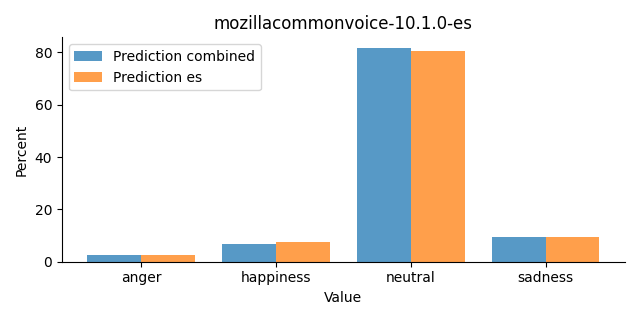 mozillacommonvoice-10.1.0-es
Prediction combined
Prediction es
Percent
80
60
40
20
0
anger
happiness
neutral
sadness
Value